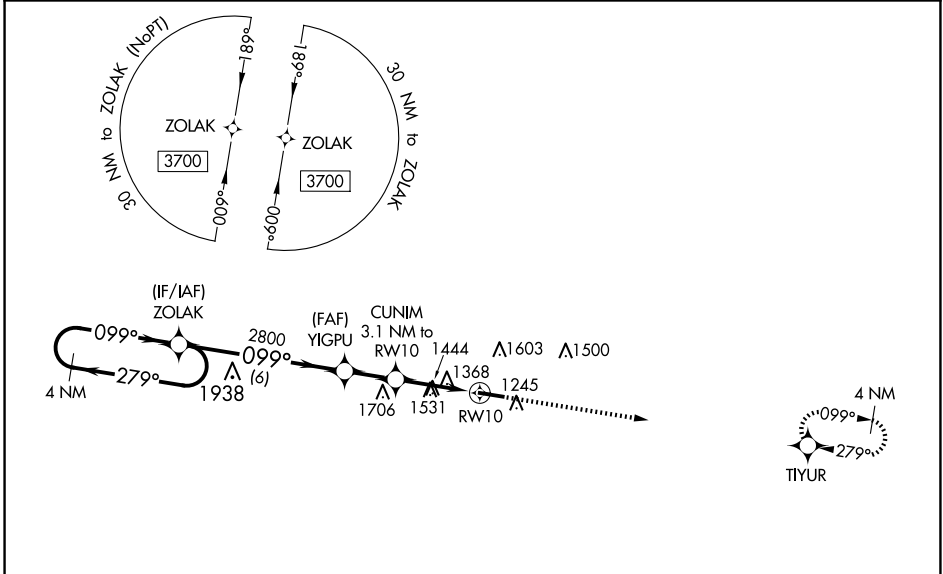 30 NM to ZOLAK (NoPT)
189°
ZOLAK
3700
009°
189°
ZOLAK
3700
009°
30 NM to ZOLAK
(IF/IAF)
ZOLAK
099°
279°
4 NM
2800
099°
(6)
1938
(FAF)
YIGPU
CUNIM
3.1 NM to
RW10
1706
1444
1531
1368
1603
1500
RW10
1245
4 NM
099°
279°
TIYUR